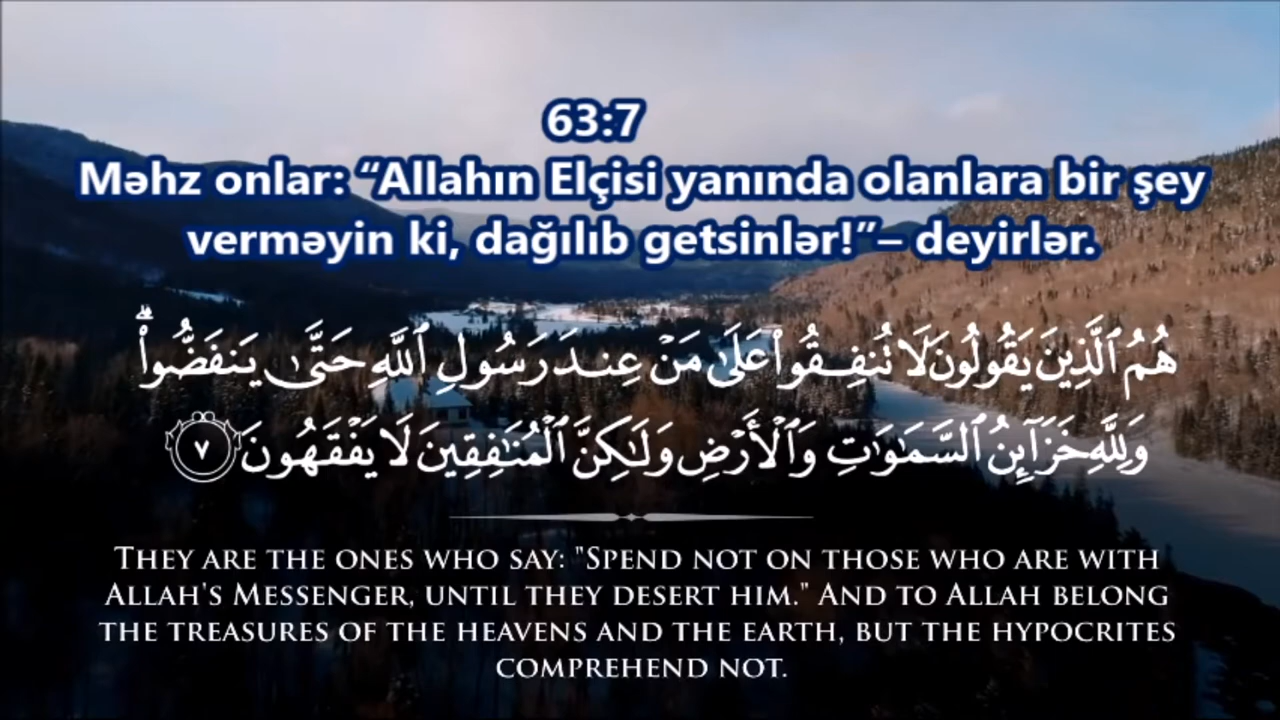 63:7
Məhz onlar: “Allahın Elçisi yanında olanlara bir şey
verməyin ki, dağılıb getsinlər!”– deyirlər.
هُمُ ٱلَّذِينَ يَقُولُونَ لَا تُنفِقُوا۟ عَلَىٰ مَنْ عِندَ رَسُولِ ٱللَّهِ حَتَّىٰ يَنفَضُّوا۟ ۗ
وَلِلَّهِ خَزَآئِنُ ٱلسَّمَـٰوَٰتِ وَٱلْأَرْضِ وَلَـٰكِنَّ ٱلْمُنَـٰفِقِينَ لَا يَفْقَهُونَ ٧
They are the ones who say: "Spend not on those who are with
Allah's Messenger, until they desert him." And to Allah belong
the treasures of the heavens and the earth, but the hypocrites
comprehend not.